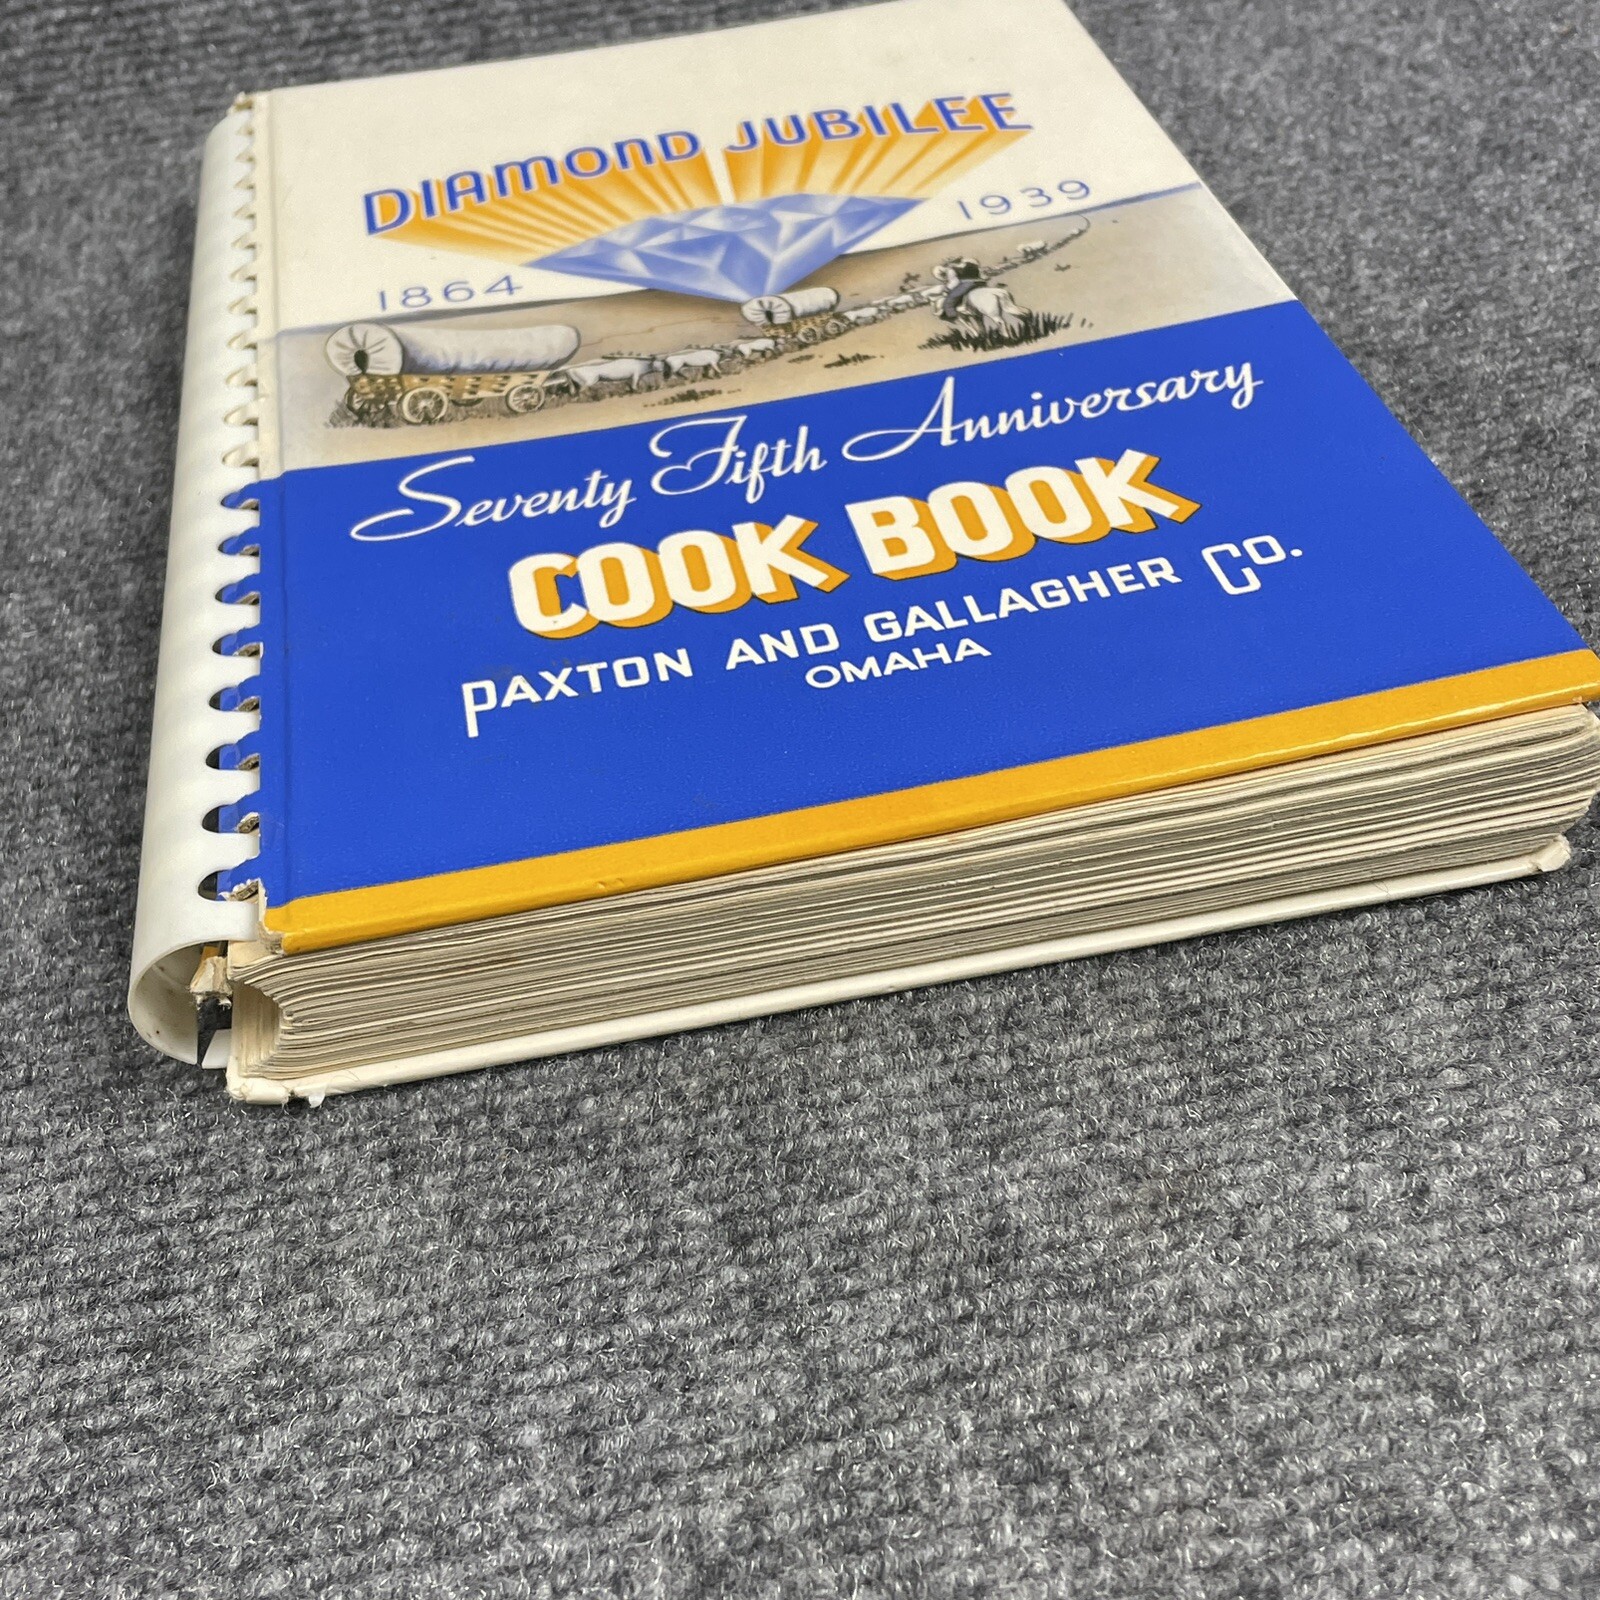 DIAMOND JUBILEE
1864 1939
Seventy Fifth Anniversary
COOK BOOK
PAXTON AND GALLAGHER CO.
OMAHA